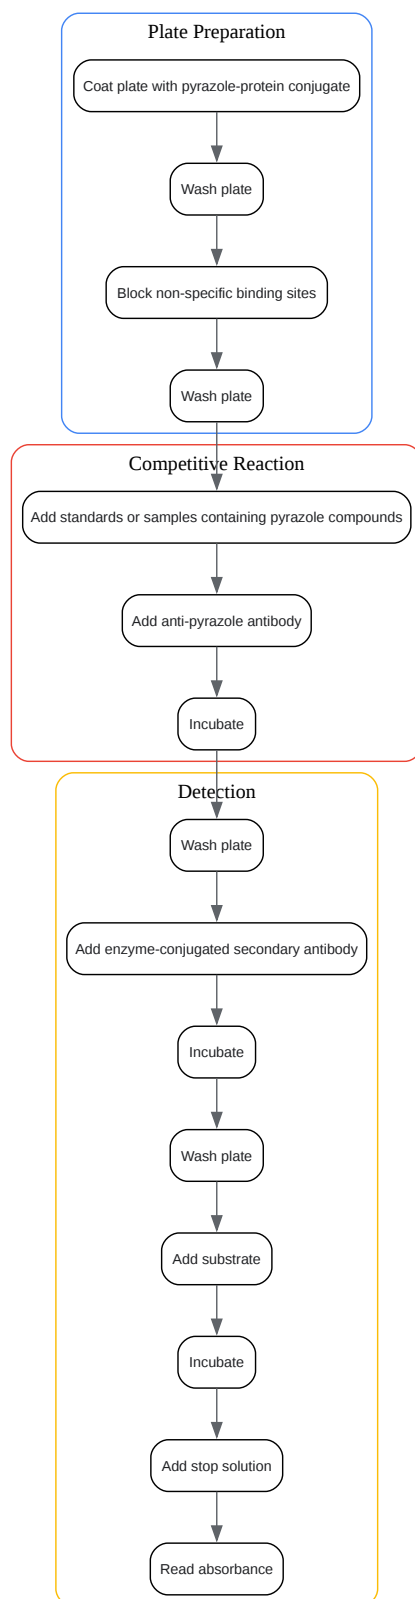 Plate Preparation
Coat plate with pyrazole-protein conjugate
Wash plate
Block non-specific binding sites
Wash plate
Competitive Reaction
Add standards or samples containing pyrazole compounds
Add anti-pyrazole antibody
Incubate
Detection
Wash plate
Add enzyme-conjugated secondary antibody
Incubate
Wash plate
Add substrate
Incubate
Add stop solution
Read absorbance